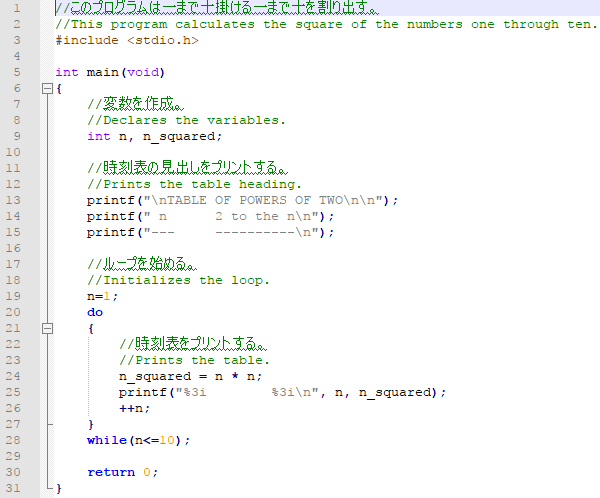 1 //このプログラムは一まで十掛ける一まで十を割り出す。
2 //This program calculates the square of the numbers one through ten.
3 #include <stdio.h>
4
5 int main(void)
6 {
7 //変数を作成。
8 //Declares the variables.
9 int n, n_squared;
10
11 //時刻表の見出しをプリントする。
12 //Prints the table heading.
13 printf("\nTABLE OF POWERS OF TWO\n\n");
14 printf(" n      2 to the n\n");
15 printf("---     ----------\n");
16
17 //ループを始める。
18 //Initializes the loop.
19 n=1;
20 do
21 {
22 //時刻表をプリントする。
23 //Prints the table.
24 n_squared = n * n;
25 printf("%3i        %3i\n", n, n_squared);
26 ++n;
27 }
28 while(n<=10);
29
30 return 0;
31 }